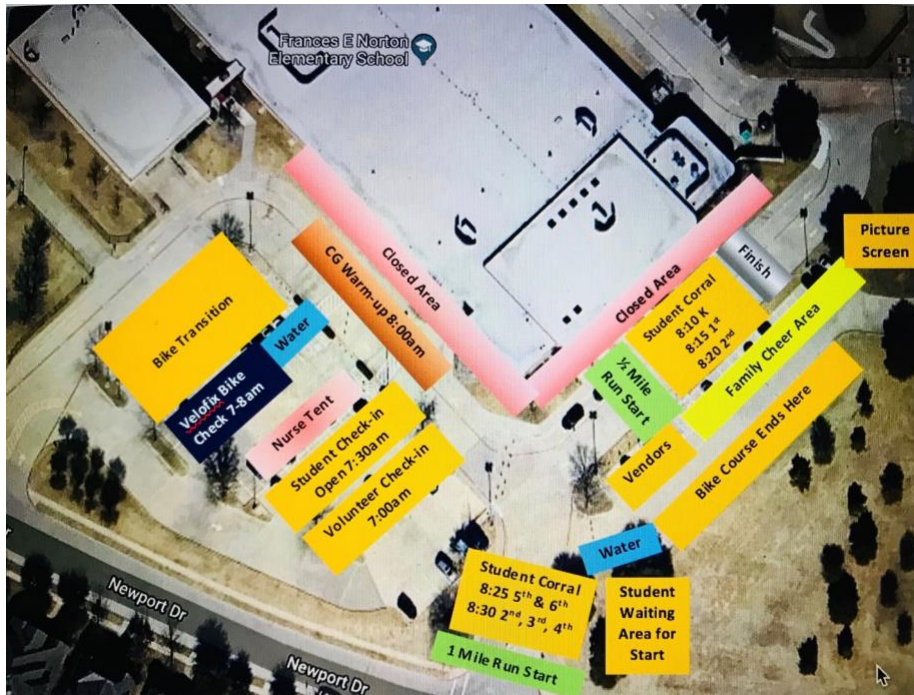 Frances E Norton
Elementary School
Picture
Screen
Finish
Closed Area
CG Warm-up 8:00am
Closed Area
Student Corral
8:10 K
8:15 1st
8:20 2nd
Family Cheer Area
Bike Transition
Water
½ Mile
Run Start
Velofix Bike
Check 7-8am
Nurse Tent
Student Check-in
Open 7:30am
Volunteer Check-in
7:00am
Vendors
Bike Course Ends Here
Water
Student Corral
8:25 5th & 6th
8:30 2nd, 3rd, 4th
Student
Waiting
Area for
Start
1 Mile Run Start
Newport Dr
Newport Dr